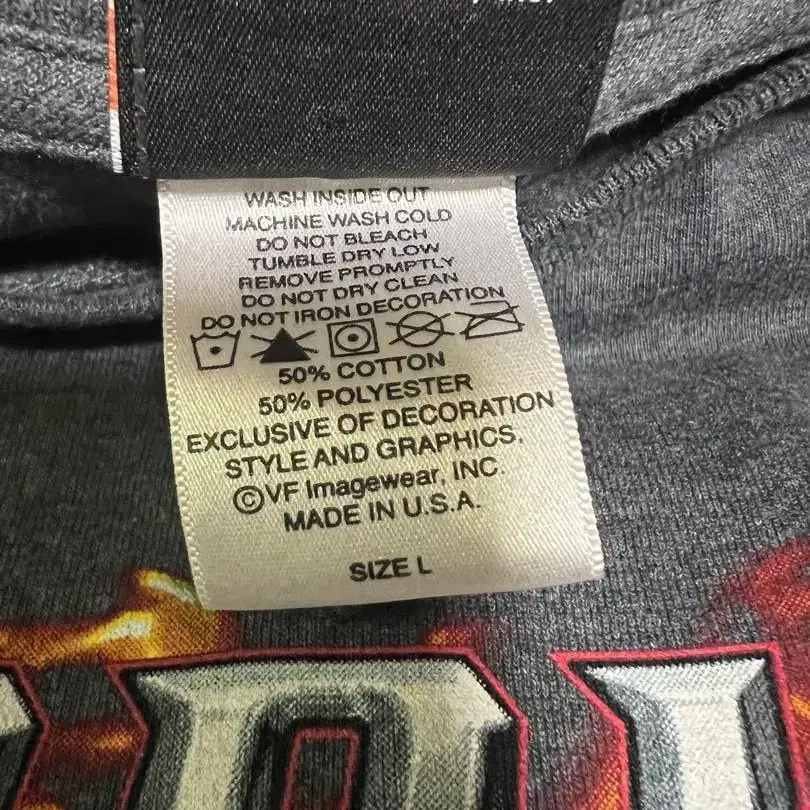 WASH INSIDE OUT
MACHINE WASH COLD
DO NOT BLEACH
TUMBLE DRY LOW
REMOVE PROMPTLY
DO NOT DRY CLEAN
DO NOT IRON DECORATION
50% COTTON
50% POLYESTER
EXCLUSIVE OF DECORATION
STYLE AND GRAPHICS.
©VF Imagewear, INC.
MADE IN U.S.A.
SIZE L